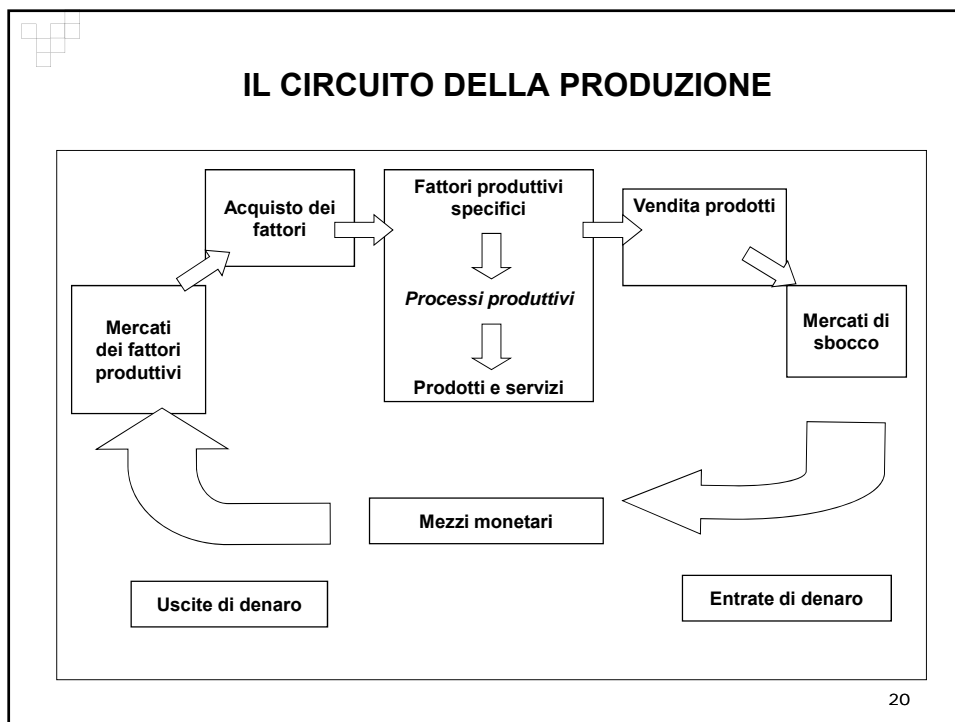 IL CIRCUITO DELLA PRODUZIONE
Acquisto dei
fattori
Fattori produttivi
specifici
Processi produttivi
Prodotti e servizi
Vendita prodotti
Mercati
dei fattori
produttivi
Mercati di
sbocco
Mezzi monetari
Uscite di denaro
Entrate di denaro
20